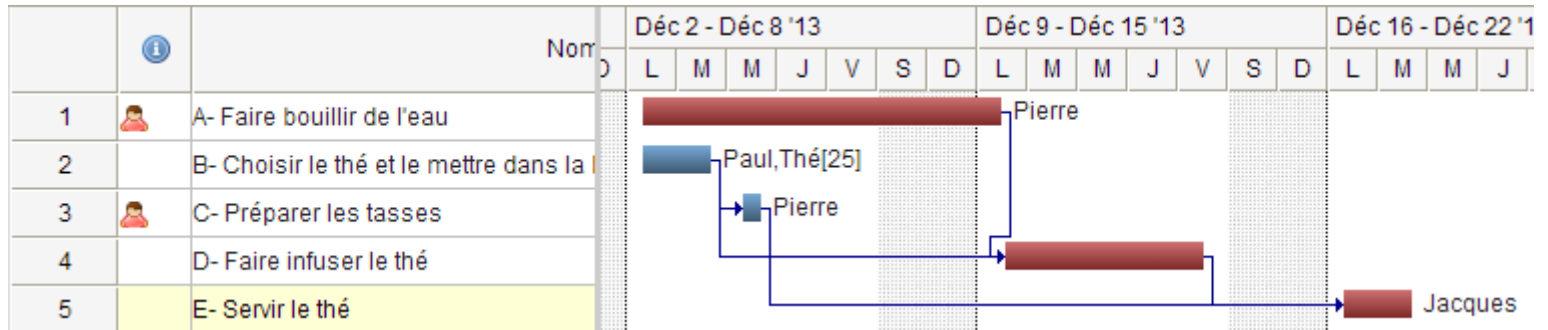 Nom
Déc 2 - Déc 8 '13 Déc 9 - Déc 15 '13 Déc 16 - Déc 22 '1
D L M M J V S D L M M J V S D L M M J
1 A- Faire bouillir de l'eau Pierre
2 B- Choisir le thé et le mettre dans la Paul,Thé[25]
3 C- Préparer les tasses Pierre
4 D- Faire infuser le thé
5 E- Servir le thé Jacques